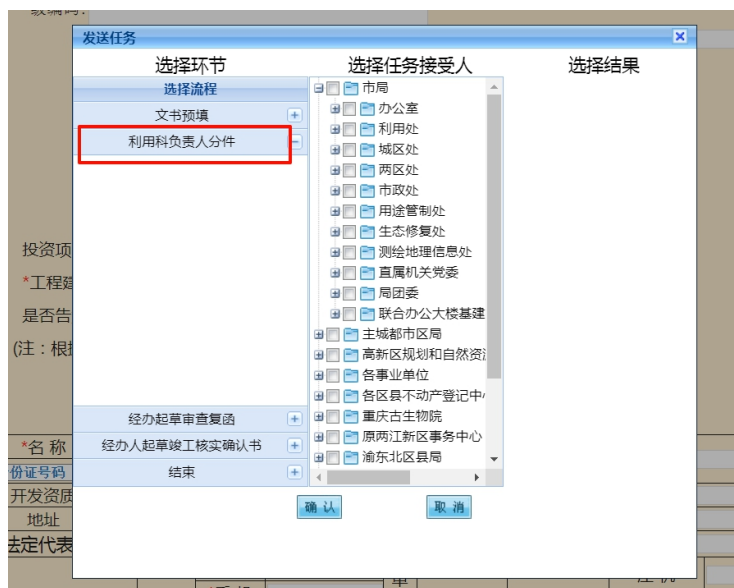 发送任务
选择环节
选择任务接受人
选择结果
选择流程
文书预填
利用科负责人分件
经办起草审查复函
经办人起草竣工核实确认书
结束
市局
办公室
利用处
城区处
两区处
市政处
用途管制处
生态修复处
测绘地理信息处
直属机关党委
局团委
联合办公大楼基建
主城都市区局
高新区规划和自然资
各事业单位
各区县不动产登记中
重庆古生物院
原两江新区事务中心
渝东北区县局
确 认
取 消
投资项
*工程建
是否告
(注：根据
*名 称
份证号码
开发资质
地址
法定代表